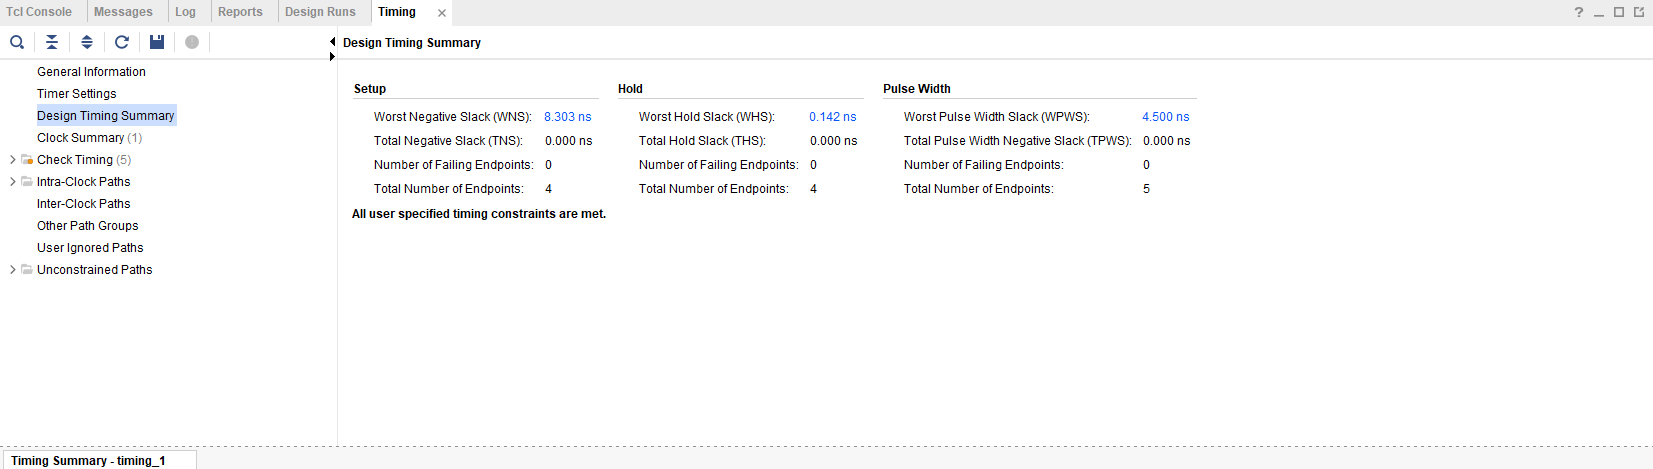 Tcl Console Messages Log Reports Design Runs Timing
Design Timing Summary
General Information
Timer Settings
Design Timing Summary
Clock Summary (1)
Check Timing (5)
Intra-Clock Paths
Inter-Clock Paths
Other Path Groups
User Ignored Paths
Unconstrained Paths
Setup Hold Pulse Width
Worst Negative Slack (WNS): 8.303 ns Worst Hold Slack (WHS): 0.142 ns Worst Pulse Width Slack (WPWS): 4.500 ns
Total Negative Slack (TNS): 0.000 ns Total Hold Slack (THS): 0.000 ns Total Pulse Width Negative Slack (TPWS): 0.000 ns
Number of Failing Endpoints: 0 Number of Failing Endpoints: 0 Number of Failing Endpoints: 0
Total Number of Endpoints: 4 Total Number of Endpoints: 4 Total Number of Endpoints: 5
All user specified timing constraints are met.
Timing Summary - timing_1